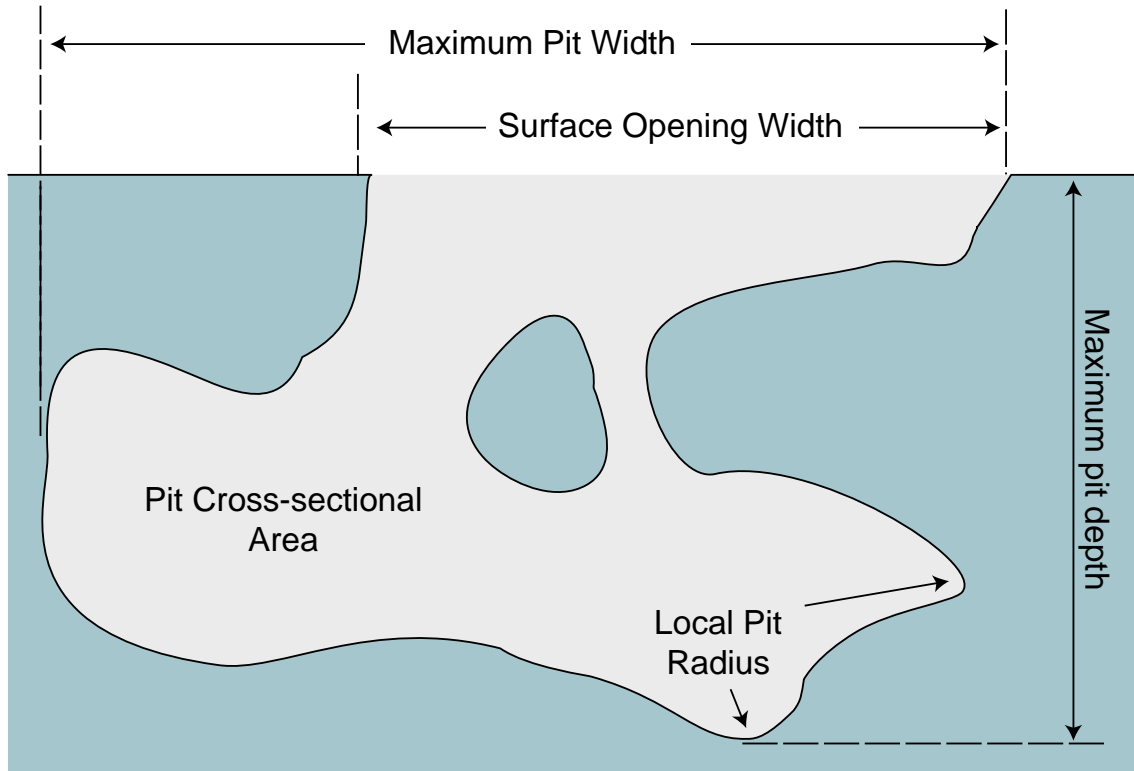 Maximum Pit Width
Surface Opening Width
Maximum pit depth
Pit Cross-sectional
Area
Local Pit
Radius